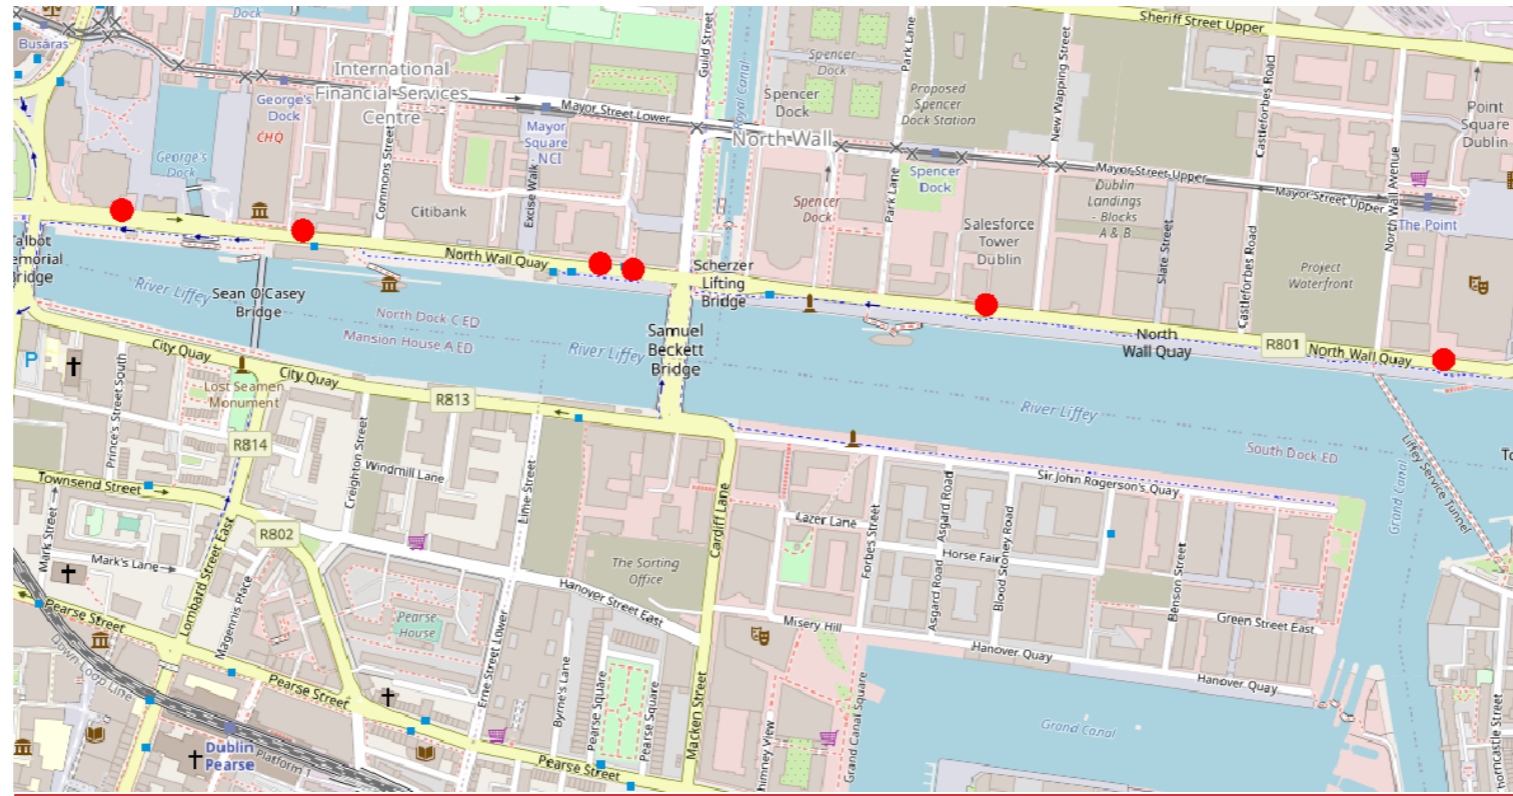 Dock
Sheriff Street Upper
Busáras
Guild Street
Park Lane
New Wapping Street
Castleforbes Road
Spencer
Dock
International
Financial Services
Centre
George's
Dock
CHQ
George's
Dock
Mayor Street Lower
Mayor
Square
- NCI
Royal Canal
Spencer
Dock
North Wall
Proposed
Spencer
Dock Station
Point
Square
Dublin
Commons Street
Citibank
Excise Walk
Spencer
Dock
Park Lane
Spencer
Dock
Mayor Street Upper
Mayor Street Upper
Dublin
Landings
- Blocks
A & B
North Wall Avenue
The Point
Salesforce
Tower
Dublin
Slate Street
Castleforbes Road
Project
Waterfront
Talbot
Memorial
Bridge
North Wall Quay
Scherzer
Lifting
Bridge
River Liffey
Sean O'Casey
Bridge
North Dock C ED
Mansion House A ED
River Liffey
Samuel
Beckett
Bridge
North
Wall Quay
R801
North Wall Quay
P
City Quay
City Quay
Lost Seamen
Monument
R813
River Liffey
South Dock ED
Liffey Service Tunnel
Grand Canal
To
Prince's Street South
R814
Creighton Street
Windmill Lane
Lime Street
Cardiff Lane
Sir John Rogerson's Quay
Townsend Street
Mark Street
R802
Mark's Lane
Lombard Street East
Magennis Place
The Sorting
Office
Hanover Street East
Lazer Lane
Forbes Street
Asgard Road
Asgard Road
Horse Fair
Blood Stoney Road
Benson Street
Green Street East
Misery Hill
Hanover Quay
Hanover Quay
Pearse Street
Down Loop Line
Pearse
House
Erne Street Lower
Byrne's Lane
Pearse Square
Pearse Square
Macken Street
Chimney View
Grand Canal Square
Grand Canal
Thorncastle Street
Pearse Street
Dublin
Pearse
Platform 1
Pearse Street